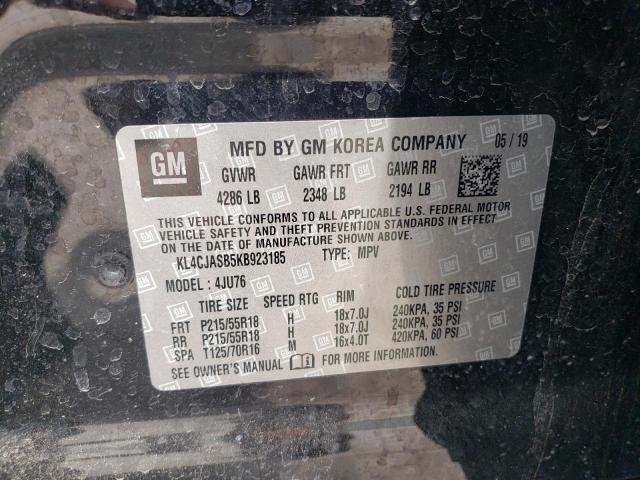 GM
MFD BY GM KOREA COMPANY 05/19
GVWR GAWR FRT GAWR RR
4286 LB 2348 LB 2194 LB
THIS VEHICLE CONFORMS TO ALL APPLICABLE U.S. FEDERAL MOTOR
VEHICLE SAFETY AND THEFT PREVENTION STANDARDS IN EFFECT
ON THE DATE OF MANUFACTURE SHOWN ABOVE.
KL4CJASB5KB923185 TYPE: MPV
MODEL: 4JU76
TIRE SIZE SPEED RTG RIM COLD TIRE PRESSURE
FRT P215/55R18 H 18x7.0J 240KPA, 35 PSI
RR P215/55R18 H 18x7.0J 240KPA, 35 PSI
SPA T125/70R16 M 16x4.0T 420KPA, 60 PSI
SEE OWNER'S MANUAL FOR MORE INFORMATION.